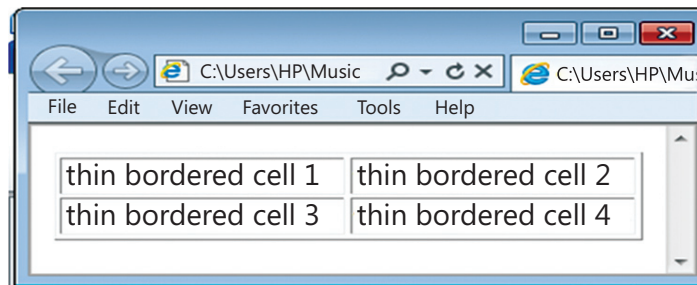 C:\Users\HP\Music C:\Users\HP\Mus
File Edit View Favorites Tools Help
thin bordered cell 1 thin bordered cell 2
thin bordered cell 3 thin bordered cell 4